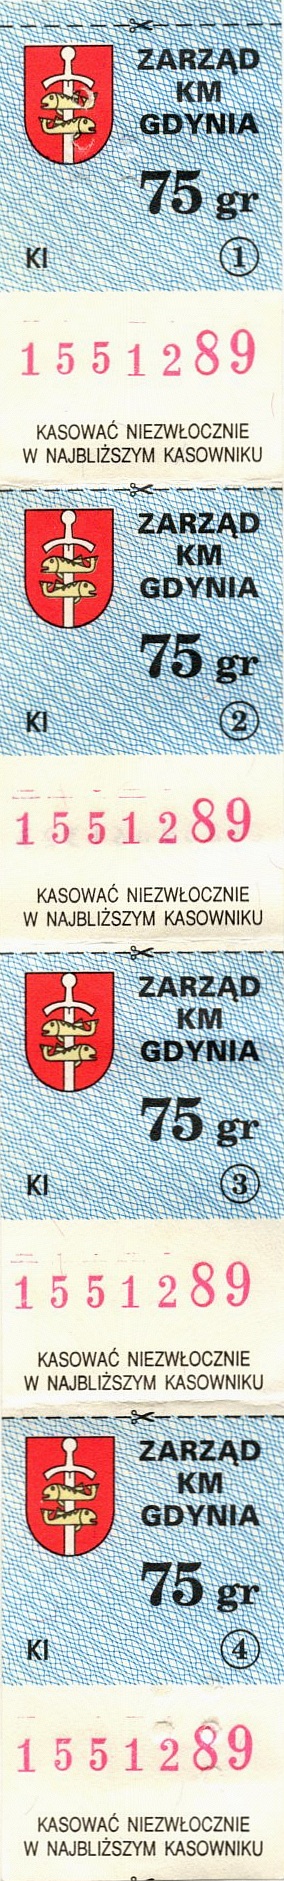 ZARZĄD
KM
GDYNIA
75 gr
KI 1
1551289
KASOWAĆ NIEZWŁOCZNIE
W NAJBLIŻSZYM KASOWNIKU
ZARZĄD
KM
GDYNIA
75 gr
KI 2
1551289
KASOWAĆ NIEZWŁOCZNIE
W NAJBLIŻSZYM KASOWNIKU
ZARZĄD
KM
GDYNIA
75 gr
KI 3
1551289
KASOWAĆ NIEZWŁOCZNIE
W NAJBLIŻSZYM KASOWNIKU
ZARZĄD
KM
GDYNIA
75 gr
KI 4
1551289
KASOWAĆ NIEZWŁOCZNIE
W NAJBLIŻSZYM KASOWNIKU